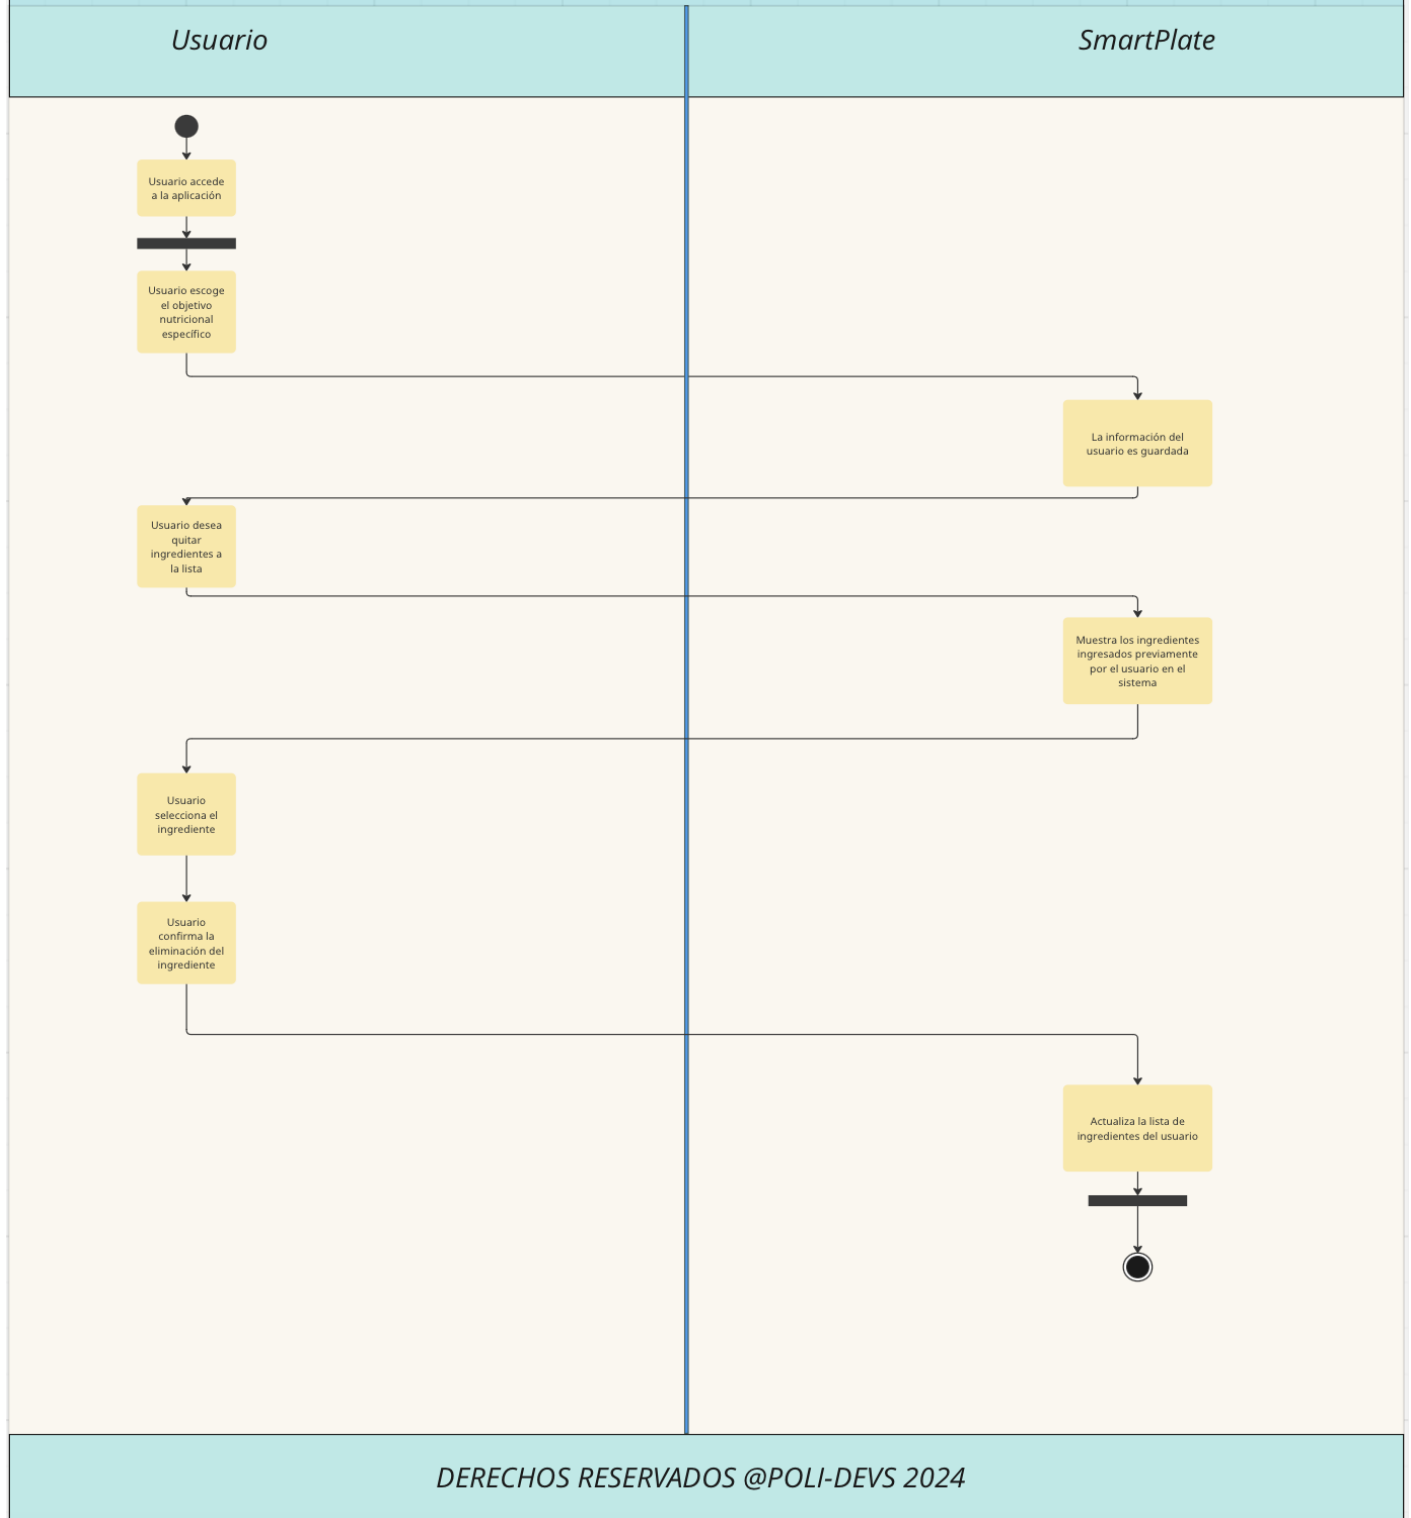 Usuario
SmartPlate
Usuario accede
a la aplicación
Usuario escoge
el objetivo
nutricional
específico
La información del
usuario es guardada
Usuario desea
quitar
ingredientes a
la lista
Muestra los ingredientes
ingresados previamente
por el usuario en el
sistema
Usuario
selecciona el
ingrediente
Usuario
confirma la
eliminación del
ingrediente
Actualiza la lista de
ingredientes del usuario
DERECHOS RESERVADOS @POLI-DEVS 2024